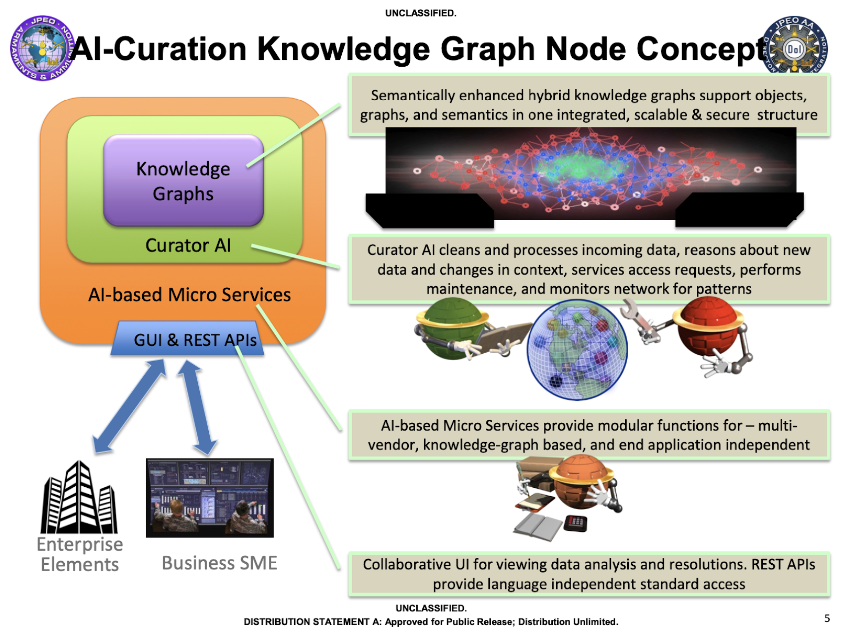 UNCLASSIFIED.
AI-Curation Knowledge Graph Node Concept
JPEO
ARMAMENTS & AMMUNITION
JPEO AA
DoI
Semantically enhanced hybrid knowledge graphs support objects,
graphs, and semantics in one integrated, scalable & secure structure
Knowledge
Graphs
Curator AI
AI-based Micro Services
GUI & REST APIs
Curator AI cleans and processes incoming data, reasons about new
data and changes in context, services access requests, performs
maintenance, and monitors network for patterns
AI-based Micro Services provide modular functions for – multi-
vendor, knowledge-graph based, and end application independent
Enterprise
Elements
Business SME
Collaborative UI for viewing data analysis and resolutions. REST APIs
provide language independent standard access
UNCLASSIFIED.
DISTRIBUTION STATEMENT A: Approved for Public Release; Distribution Unlimited.
5